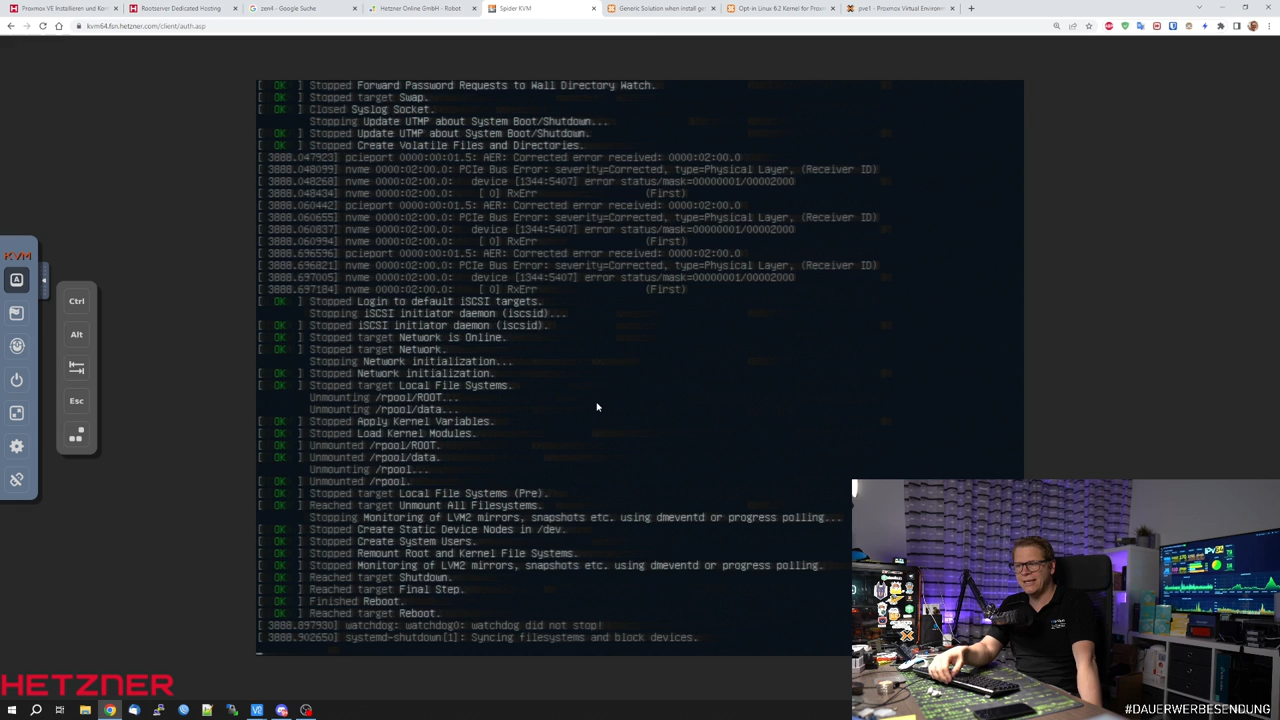 Proxmox VE Installieren und Kon
Rootserver Dedicated Hosting
zen4 - Google Suche
Hetzner Online GmbH - Robot
Spider KVM
Generic Solution when install ge
Opt-in Linux 6.2 Kernel for Proxm
pve1 - Proxmox Virtual Environm
kvm64.fsn.hetzner.com/client/auth.asp
[ OK ] Stopped Forward Password Requests to Wall Directory Watch.
[ OK ] Stopped target Swap.
[ OK ] Closed Syslog Socket.
Stopping Update UTMP about System Boot/Shutdown...
[ OK ] Stopped Update UTMP about System Boot/Shutdown.
[ OK ] Stopped Create Volatile Files and Directories.
[ 3888.047923] pcieport 0000:00:01.5: AER: Corrected error received: 0000:02:00.0
[ 3888.048099] nvme 0000:02:00.0: PCIe Bus Error: severity=Corrected, type=Physical Layer, (Receiver ID)
[ 3888.048268] nvme 0000:02:00.0: device [1344:5407] error status/mask=00000001/00002000
[ 3888.048434] nvme 0000:02:00.0: [ 0] RxErr (First)
[ 3888.060442] pcieport 0000:00:01.5: AER: Corrected error received: 0000:02:00.0
[ 3888.060655] nvme 0000:02:00.0: PCIe Bus Error: severity=Corrected, type=Physical Layer, (Receiver ID)
[ 3888.060837] nvme 0000:02:00.0: device [1344:5407] error status/mask=00000001/00002000
[ 3888.060994] nvme 0000:02:00.0: [ 0] RxErr (First)
[ 3888.696596] pcieport 0000:00:01.5: AER: Corrected error received: 0000:02:00.0
[ 3888.696821] nvme 0000:02:00.0: PCIe Bus Error: severity=Corrected, type=Physical Layer, (Receiver ID)
[ 3888.697005] nvme 0000:02:00.0: device [1344:5407] error status/mask=00000001/00002000
[ 3888.697184] nvme 0000:02:00.0: [ 0] RxErr (First)
[ OK ] Stopped Login to default iSCSI targets.
Stopping iSCSI initiator daemon (iscsid)...
[ OK ] Stopped iSCSI initiator daemon (iscsid).
[ OK ] Stopped target Network is Online.
[ OK ] Stopped target Network.
Stopping Network initialization...
[ OK ] Stopped Network initialization.
[ OK ] Stopped target Local File Systems.
Unmounting /rpool/ROOT...
Unmounting /rpool/data...
[ OK ] Stopped Apply Kernel Variables.
[ OK ] Stopped Load Kernel Modules.
[ OK ] Unmounted /rpool/ROOT.
[ OK ] Unmounted /rpool/data.
Unmounting /rpool...
[ OK ] Unmounted /rpool.
[ OK ] Stopped target Local File Systems (Pre).
[ OK ] Reached target Unmount All Filesystems.
Stopping Monitoring of LVM2 mirrors, snapshots etc. using dmeventd or progress polling...
[ OK ] Stopped Create Static Device Nodes in /dev.
[ OK ] Stopped Create System Users.
[ OK ] Stopped Remount Root and Kernel File Systems.
[ OK ] Stopped Monitoring of LVM2 mirrors, snapshots etc. using dmeventd or progress polling.
[ OK ] Reached target Shutdown.
[ OK ] Reached target Final Step.
[ OK ] Finished Reboot.
[ OK ] Reached target Reboot.
[ 3888.897930] watchdog: watchdog0: watchdog did not stop!
[ 3888.902650] systemd-shutdown[1]: Syncing filesystems and block devices.
KVM
A
Ctrl
Alt
Esc
IPv64
HETZNER
#DAUERWERBESENDUNG